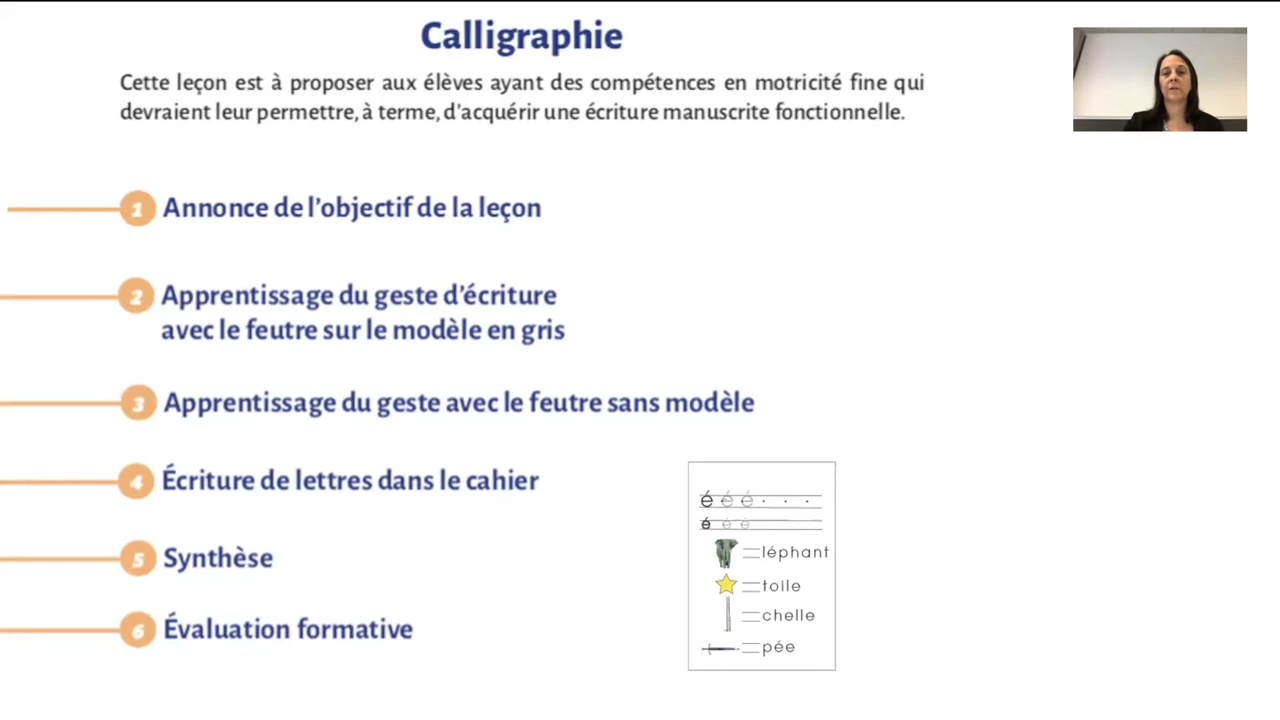 Calligraphie
Cette leçon est à proposer aux élèves ayant des compétences en motricité fine qui
devraient leur permettre, à terme, d'acquérir une écriture manuscrite fonctionnelle.
1 Annonce de l'objectif de la leçon
2 Apprentissage du geste d'écriture
avec le feutre sur le modèle en gris
3 Apprentissage du geste avec le feutre sans modèle
4 Écriture de lettres dans le cahier
5 Synthèse
6 Évaluation formative
é é é
é é é
léphant
toile
chelle
pée